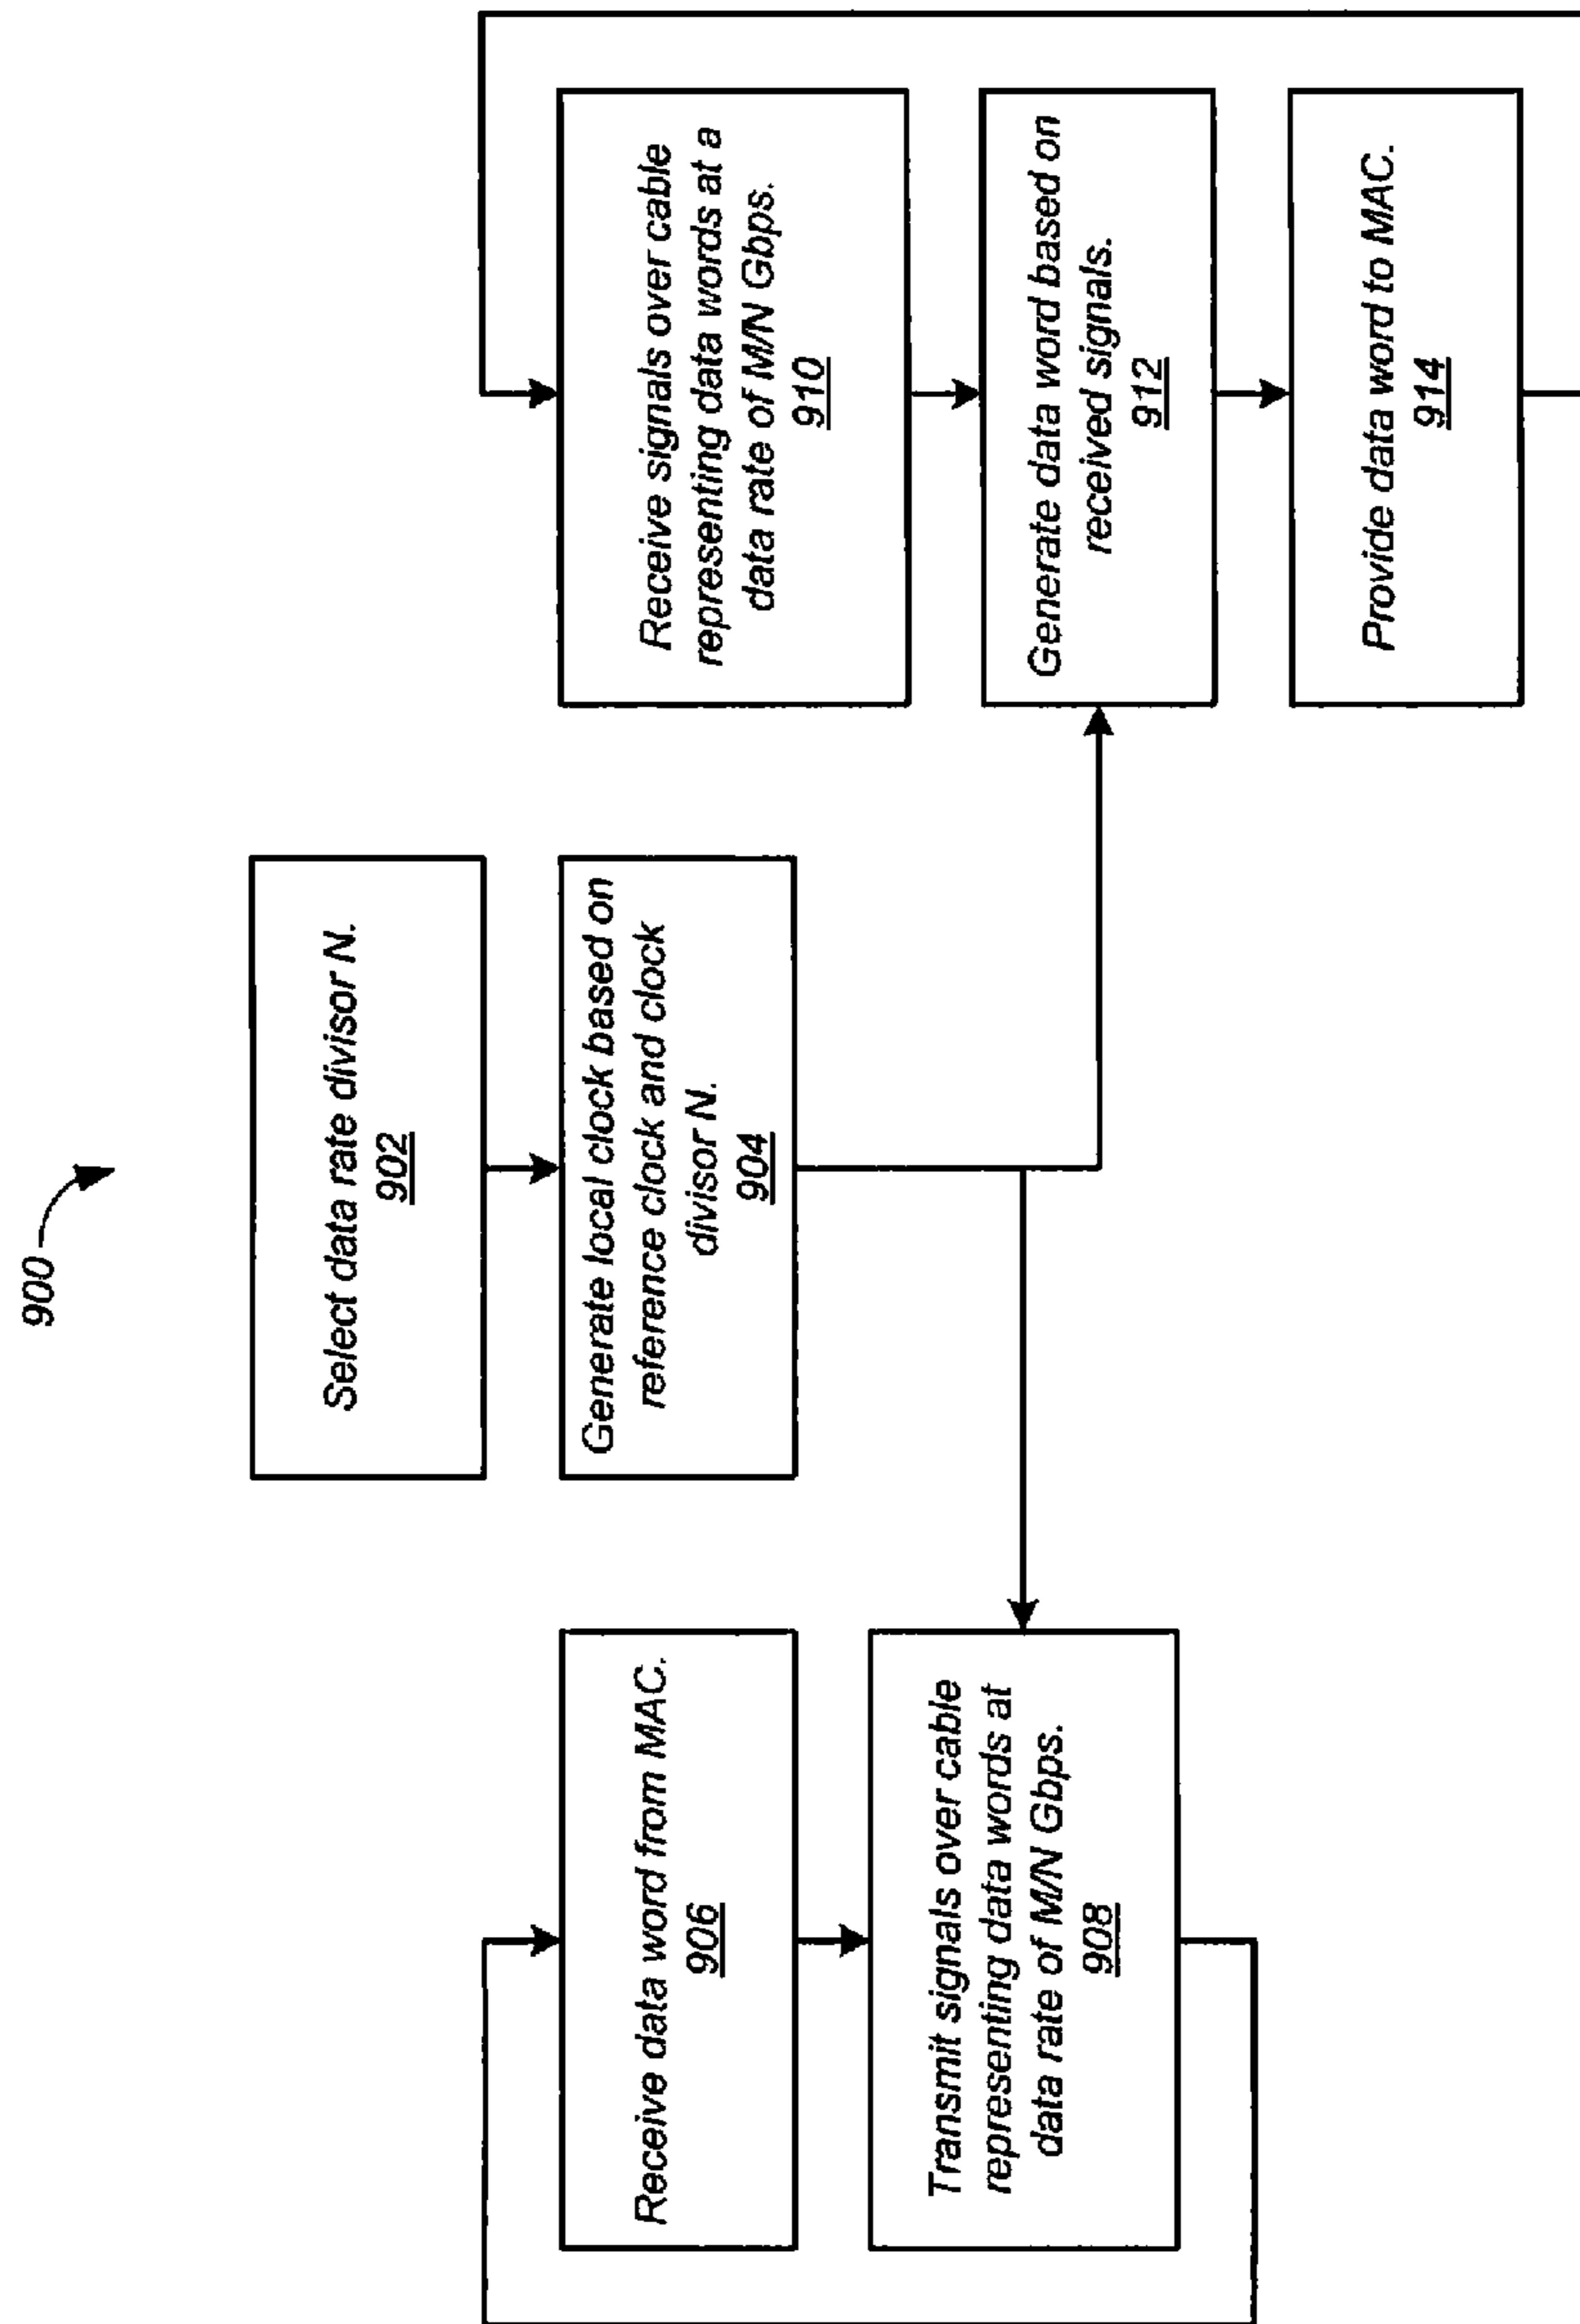 900
Select data rate divisor N.
902
Generate local clock based on
reference clock and clock
divisor N.
904
Receive data word from MAC.
906
Transmit signals over cable
representing data words at
data rate of M/N Gbps.
908
Receive signals over cable
representing data words at a
data rate of M/N Gbps.
910
Generate data word based on
received signals.
912
Provide data word to MAC.
914